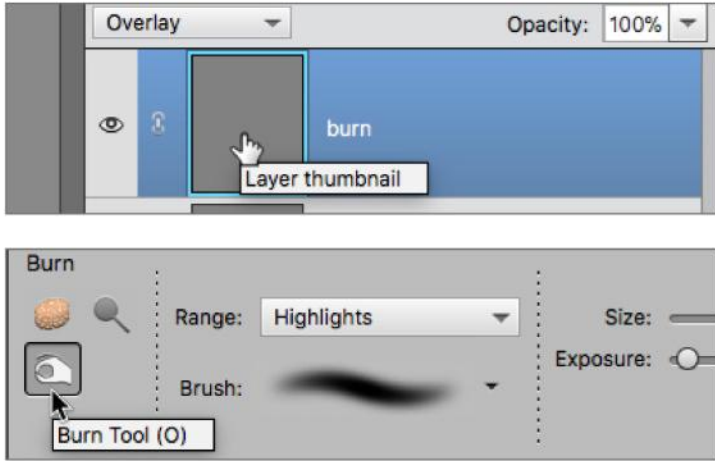 Overlay Opacity: 100%
burn
Layer thumbnail
Burn
Range: Highlights Size:
Exposure:
Brush:
Burn Tool (O)